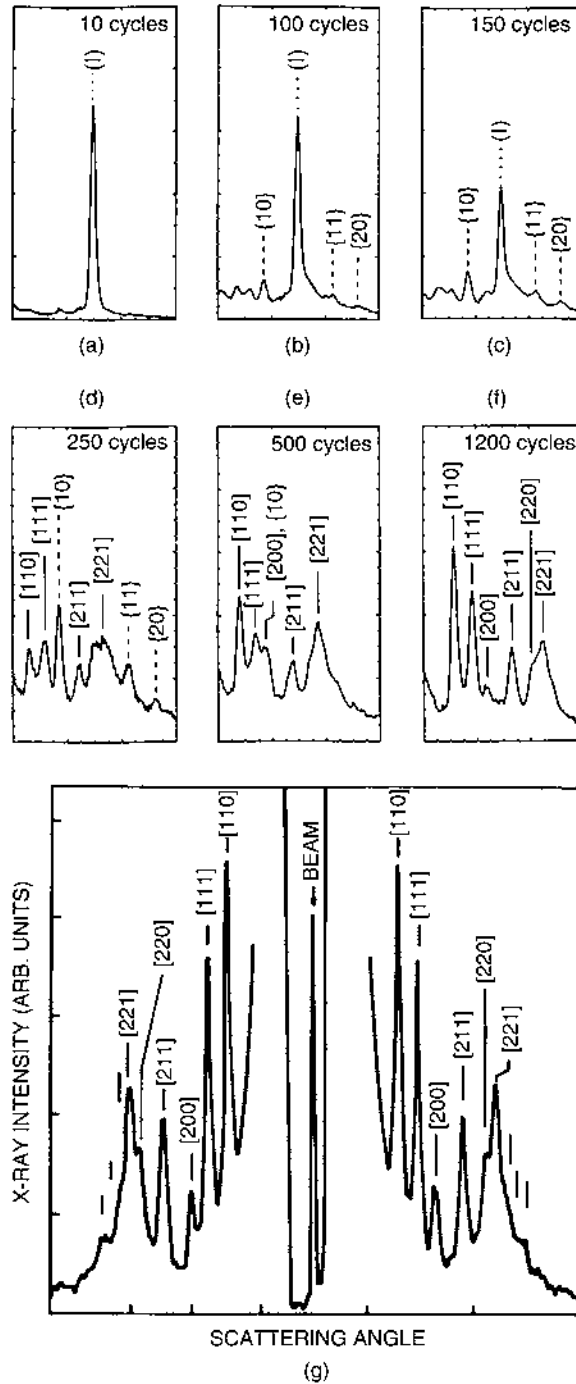 10 cycles
100 cycles
150 cycles
(I)
(I)
(I)
{10}
{11}
{20}
{10}
{11}
{20}
(a)
(b)
(c)
(d)
(e)
(f)
250 cycles
500 cycles
1200 cycles
[110]
[111]
{10}
[211]
[221]
{11}
{20}
[110]
[111]
[200], {10}
[211]
[221]
[110]
[111]
[200]
[211]
[220]
[221]
X-RAY INTENSITY (ARB. UNITS)
[221]
[220]
[211]
[200]
[111]
[110]
BEAM
[110]
[111]
[200]
[211]
[220]
[221]
SCATTERING ANGLE
(g)